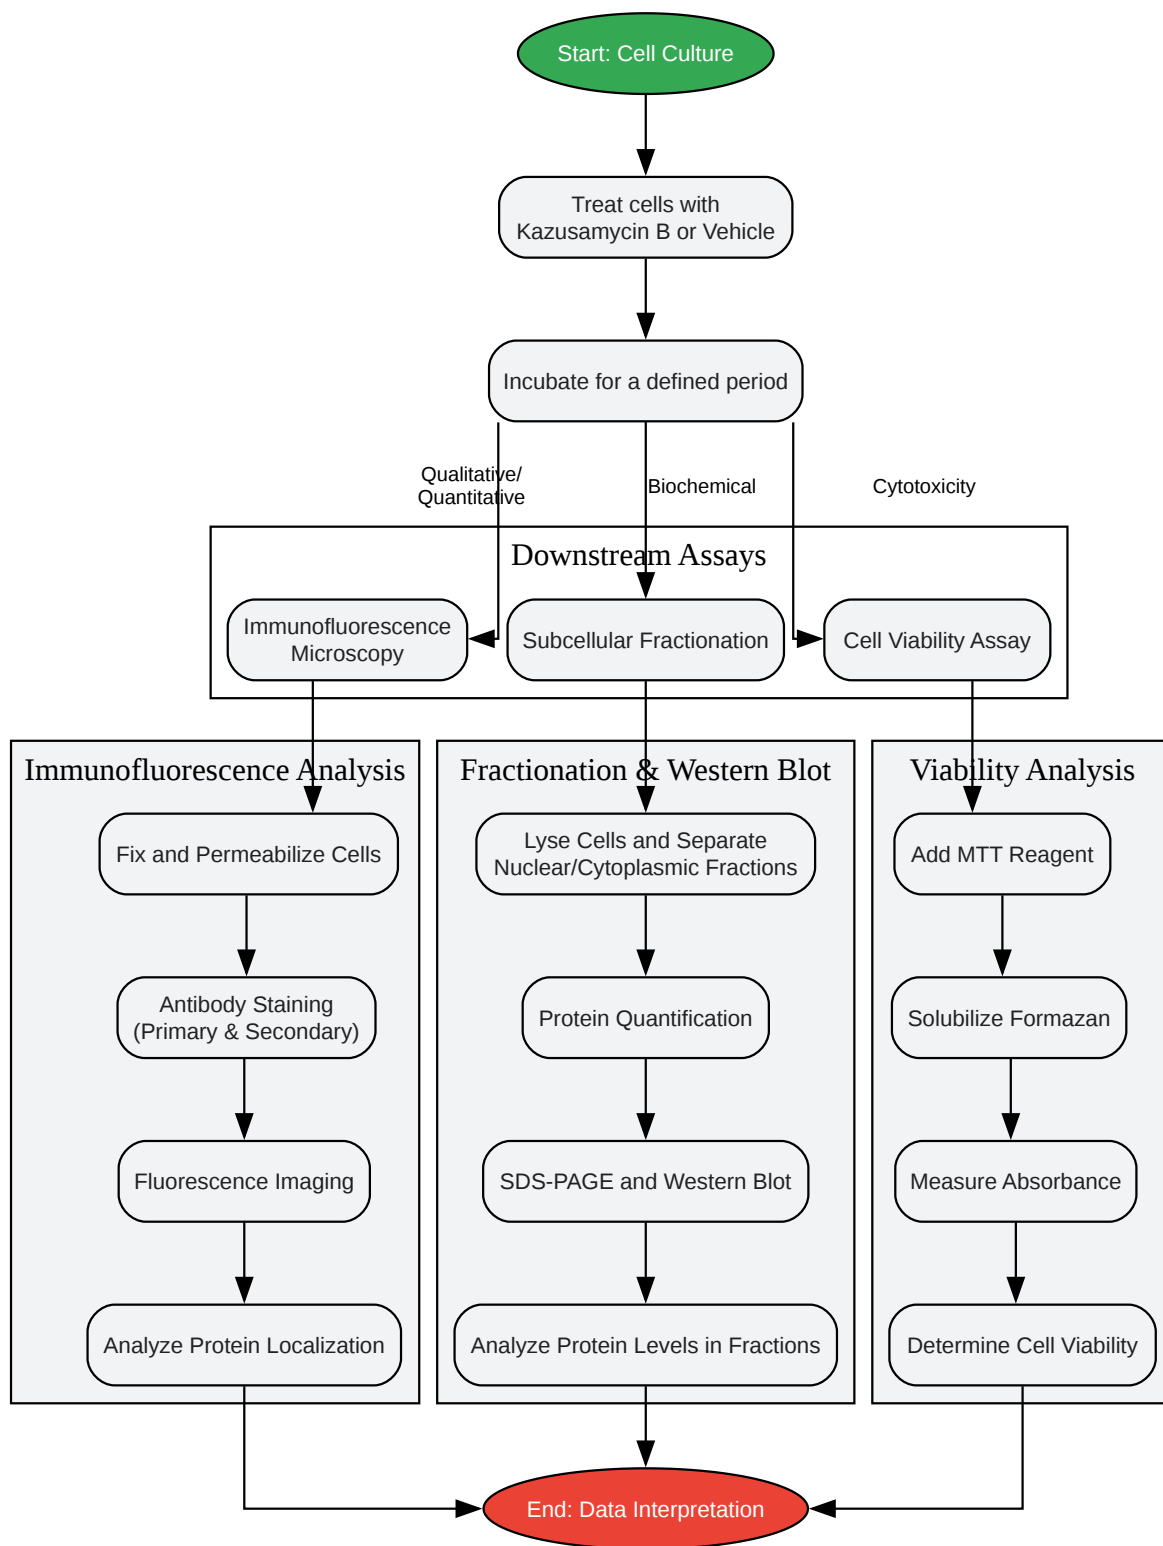 Start: Cell Culture
Treat cells with
Kazusamycin B or Vehicle
Incubate for a defined period
Qualitative/
Quantitative
Biochemical
Cytotoxicity
Downstream Assays
Immunofluorescence
Microscopy
Subcellular Fractionation
Cell Viability Assay
Immunofluorescence Analysis
Fix and Permeabilize Cells
Antibody Staining
(Primary & Secondary)
Fluorescence Imaging
Analyze Protein Localization
Fractionation & Western Blot
Lyse Cells and Separate
Nuclear/Cytoplasmic Fractions
Protein Quantification
SDS-PAGE and Western Blot
Analyze Protein Levels in Fractions
Viability Analysis
Add MTT Reagent
Solubilize Formazan
Measure Absorbance
Determine Cell Viability
End: Data Interpretation